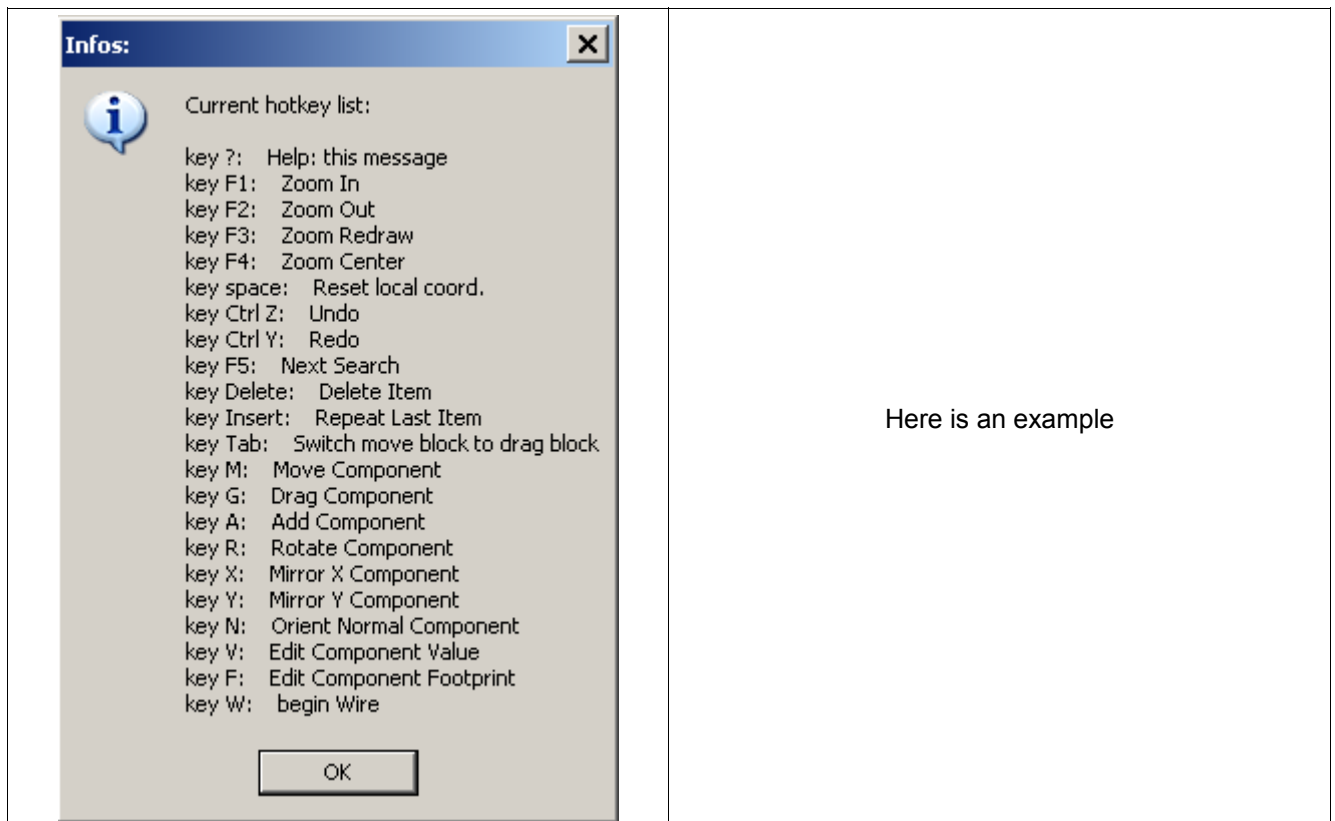 Infos:
Current hotkey list:
key ?: Help: this message
key F1: Zoom In
key F2: Zoom Out
key F3: Zoom Redraw
key F4: Zoom Center
key space: Reset local coord.
key Ctrl Z: Undo
key Ctrl Y: Redo
key F5: Next Search
key Delete: Delete Item
key Insert: Repeat Last Item
key Tab: Switch move block to drag block
key M: Move Component
key G: Drag Component
key A: Add Component
key R: Rotate Component
key X: Mirror X Component
key Y: Mirror Y Component
key N: Orient Normal Component
key V: Edit Component Value
key F: Edit Component Footprint
key W: begin Wire
OK
Here is an example